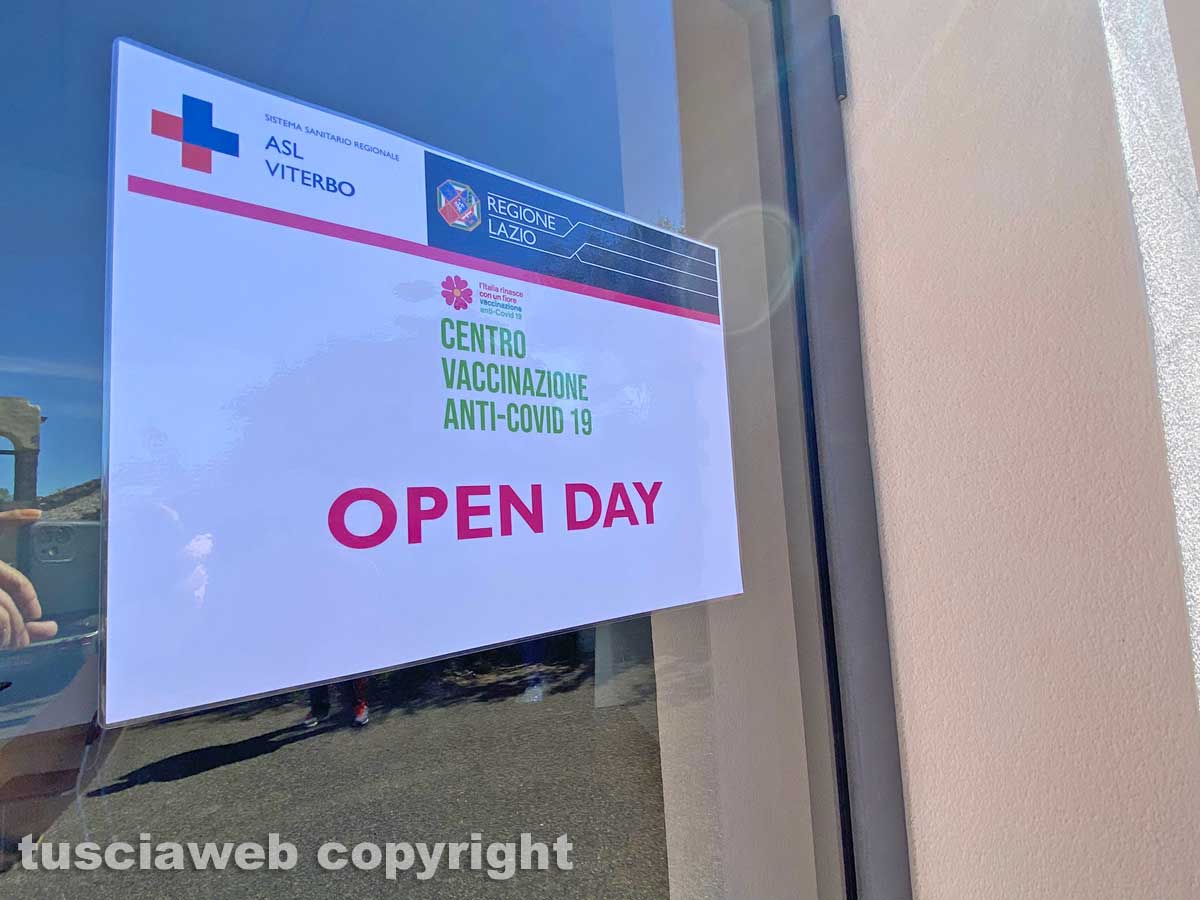 SISTEMA SANITARIO REGIONALE
ASL
VITERBO
REGIONE
LAZIO
l'Italia rinasce
con un fiore
vaccinazione
anti-Covid 19
CENTRO
VACCINAZIONE
ANTI-COVID 19
OPEN DAY
tusciaweb copyright